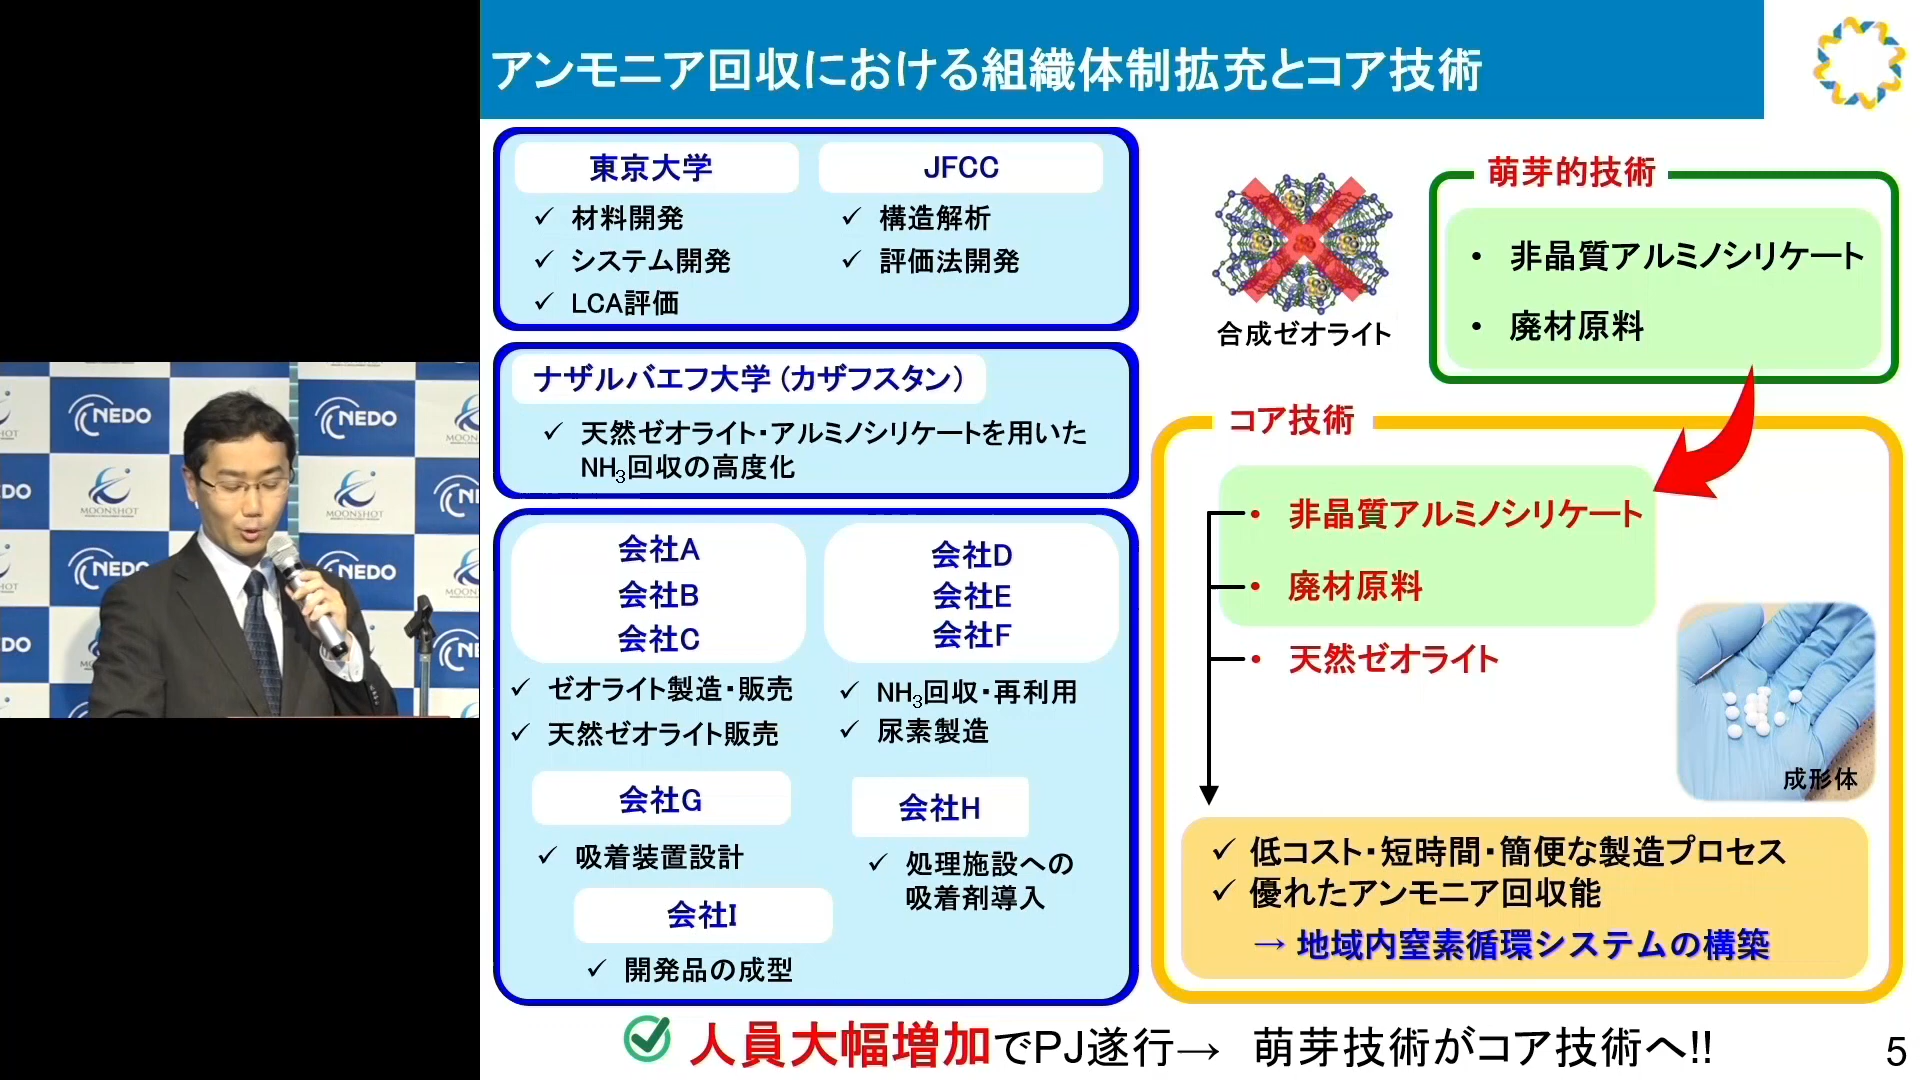 アンモニア回収における組織体制拡充とコア技術
東京大学
✓ 材料開発
✓ システム開発
✓ LCA評価
JFCC
✓ 構造解析
✓ 評価法開発
ナザルバエフ大学 (カザフスタン)
✓ 天然ゼオライト・アルミノシリケートを用いた
NH₃回収の高度化
会社A
会社B
会社C
✓ ゼオライト製造・販売
✓ 天然ゼオライト販売
会社D
会社E
会社F
✓ NH₃回収・再利用
✓ 尿素製造
会社G
✓ 吸着装置設計
会社H
✓ 処理施設への
吸着剤導入
会社I
✓ 開発品の成型
合成ゼオライト
萌芽的技術
• 非晶質アルミノシリケート
• 廃材原料
コア技術
• 非晶質アルミノシリケート
• 廃材原料
• 天然ゼオライト
成形体
✓ 低コスト・短時間・簡便な製造プロセス
✓ 優れたアンモニア回収能
→ 地域内窒素循環システムの構築
人員大幅増加でPJ遂行→ 萌芽技術がコア技術へ!!
5
NEDO
NEDO
MOONSHOT
MOONSHOT
NEDO
NEDO